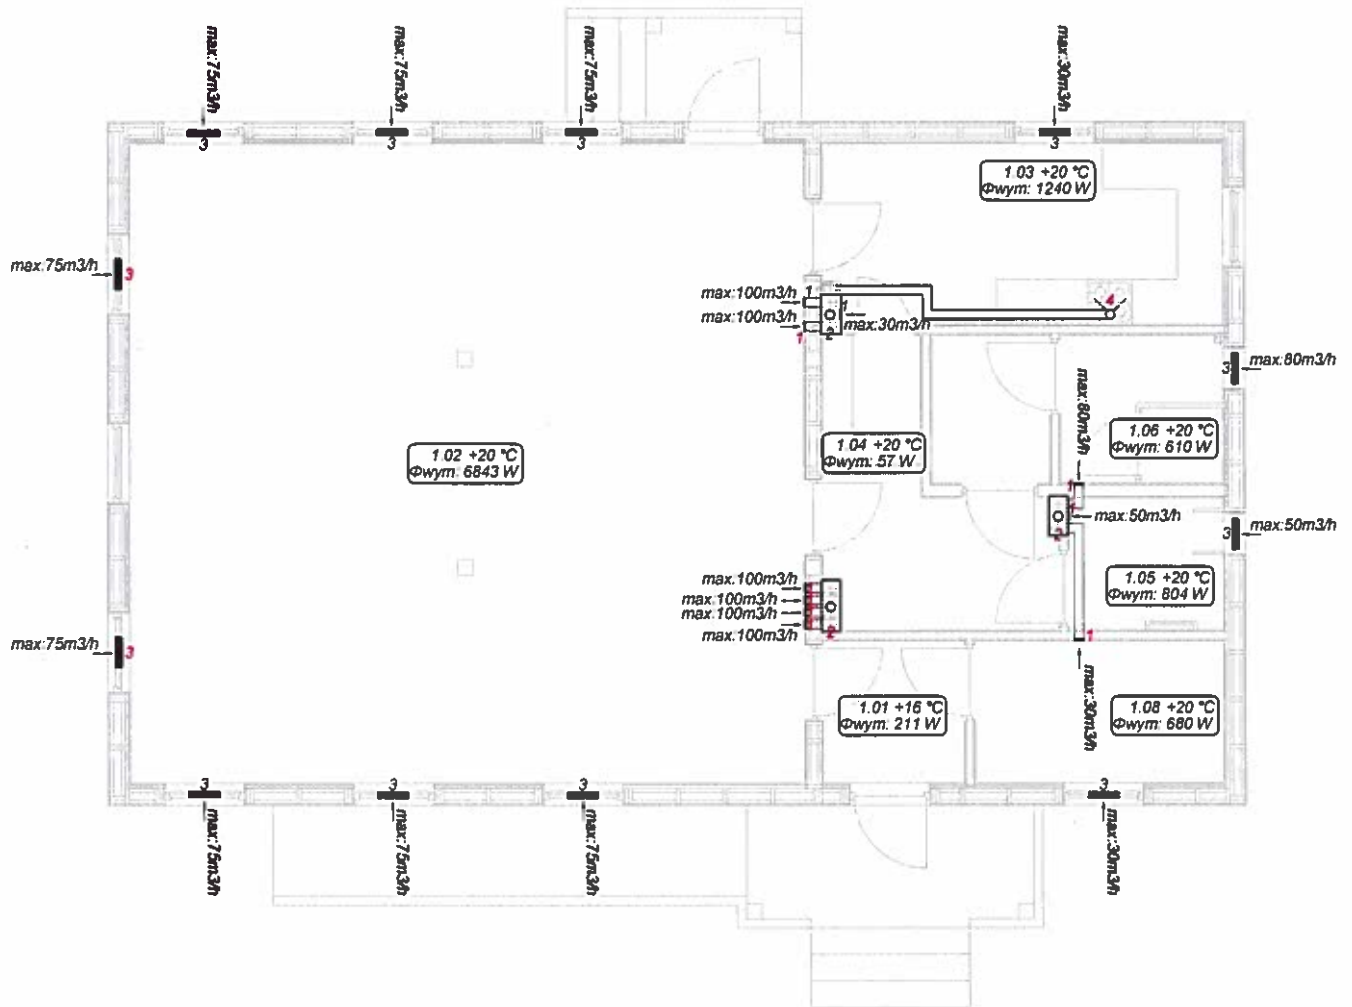 max:75m3/h
max:75m3/h
max:75m3/h
max:30m3/h
3
3
3
3
1.03 +20 °C
Φwym: 1240 W
max:75m3/h
3
max:100m3/h
1
max:100m3/h
1
max:30m3/h
1
2
4
3
max:80m3/h
1.02 +20 °C
Φwym: 6843 W
1.04 +20 °C
Φwym: 57 W
max:80m3/h
1.06 +20 °C
Φwym: 610 W
1
1
max:50m3/h
2
3
max:50m3/h
1.05 +20 °C
Φwym: 804 W
max:100m3/h
max:100m3/h
max:100m3/h
max:100m3/h
2
1
max:75m3/h
3
1.01 +16 °C
Φwym: 211 W
max:30m3/h
1.08 +20 °C
Φwym: 680 W
3
3
3
3
max:75m3/h
max:75m3/h
max:75m3/h
max:30m3/h